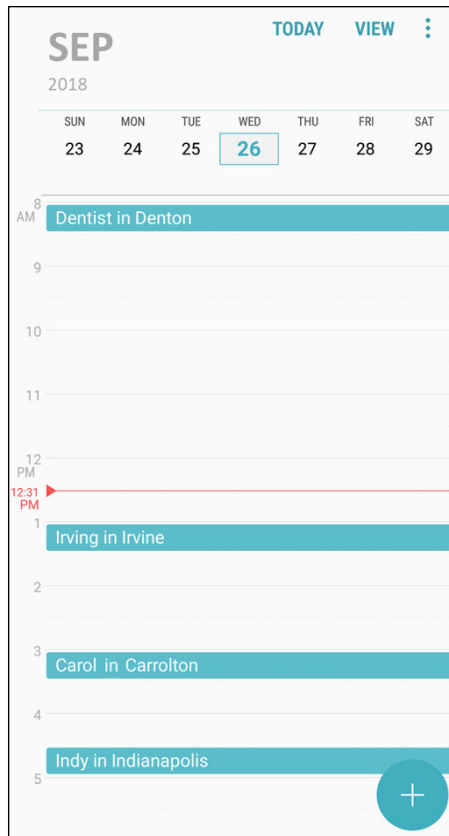 SEP
TODAY VIEW
2018
SUN MON TUE WED THU FRI SAT
23 24 25 26 27 28 29
8
AM
Dentist in Denton
9
10
11
12
PM
12:31
PM
1
Irving in Irvine
2
3
Carol in Carrolton
4
Indy in Indianapolis
5